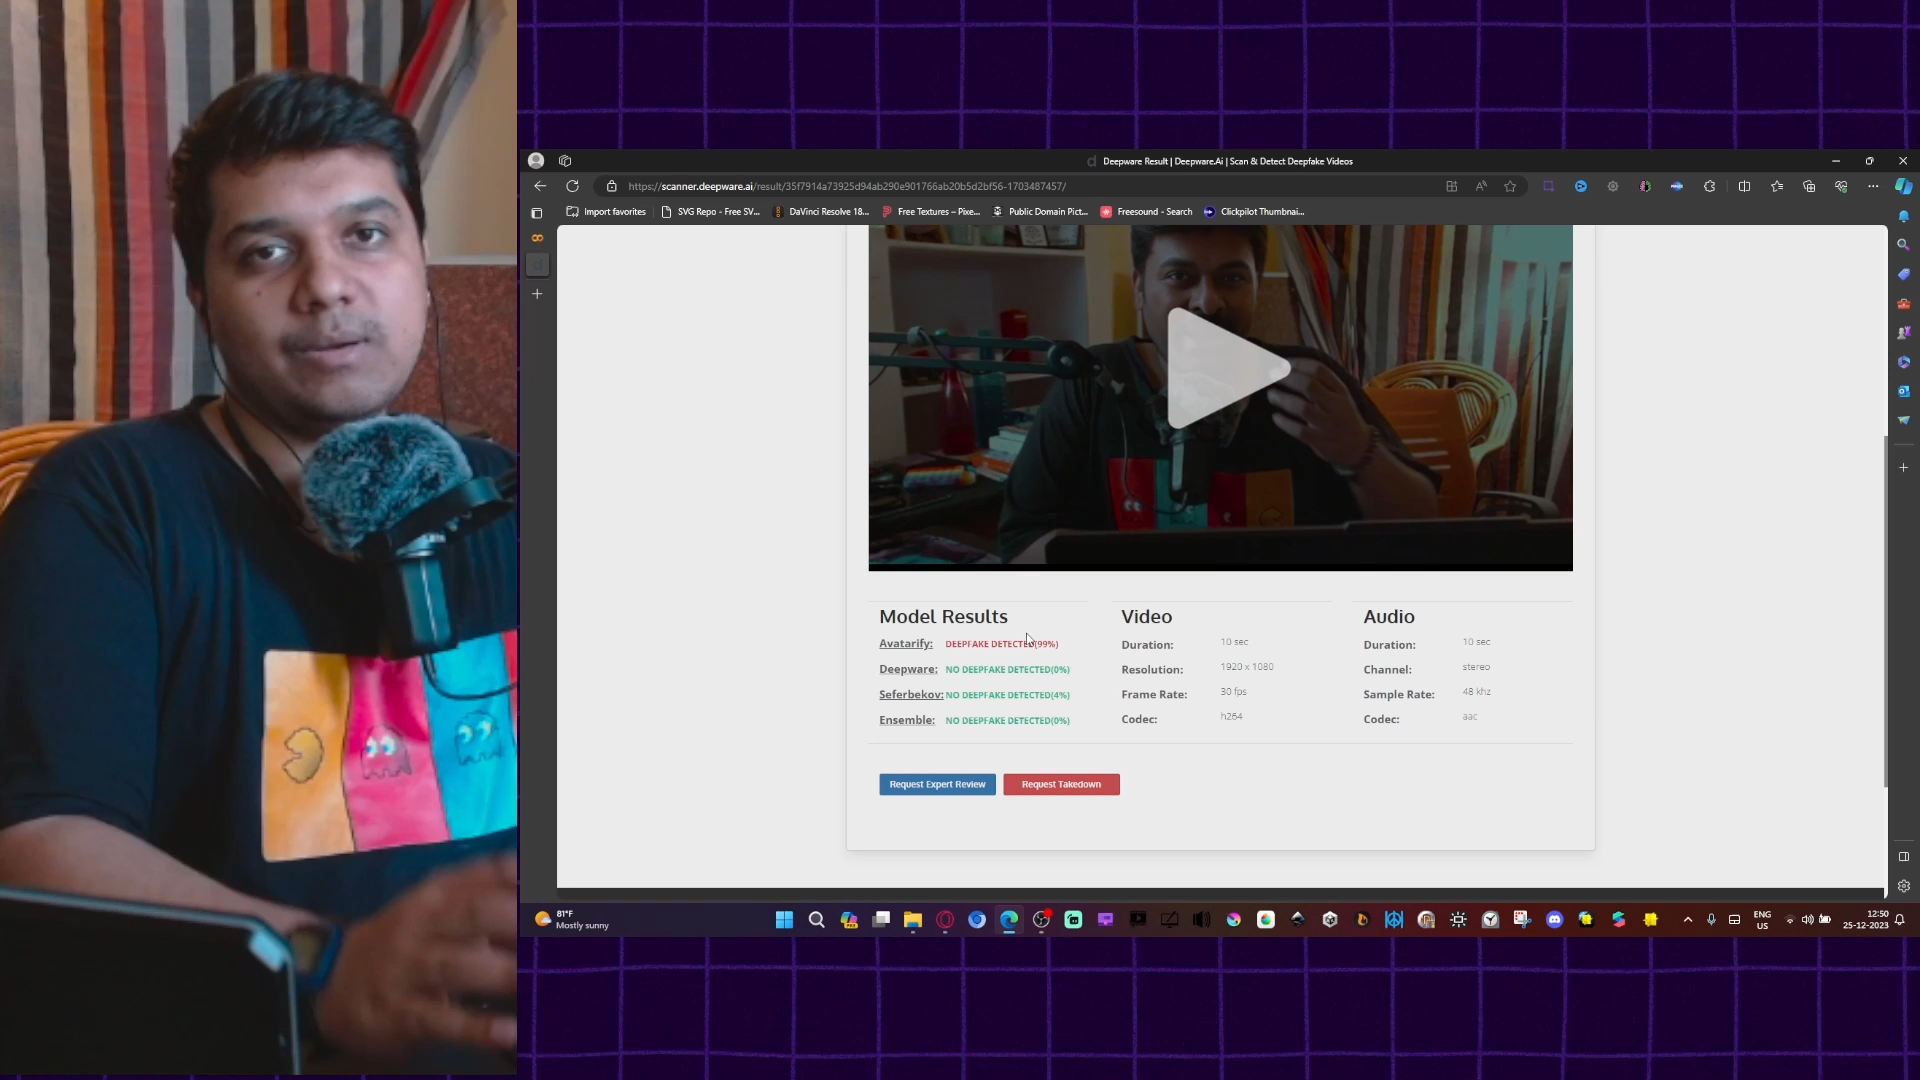 Deepware Result | Deepware.Ai | Scan & Detect Deepfake Videos
https://scanner.deepware.ai/result/35f7914a73925d94ab290e901766ab20b5d2bf56-1703487457/
Import favorites
SVG Repo - Free SV...
DaVinci Resolve 18...
Free Textures – Pixe...
Public Domain Pict...
Freesound - Search
Clickpilot Thumbnai...
Model Results
Avatarify: DEEPFAKE DETECTED(99%)
Deepware: NO DEEPFAKE DETECTED(0%)
Seferbekov: NO DEEPFAKE DETECTED(4%)
Ensemble: NO DEEPFAKE DETECTED(0%)
Video
Duration: 10 sec
Resolution: 1920 x 1080
Frame Rate: 30 fps
Codec: h264
Audio
Duration: 10 sec
Channel: stereo
Sample Rate: 48 khz
Codec: aac
Request Expert Review
Request Takedown
81°F
Mostly sunny
ENG
US
12:50
25-12-2023